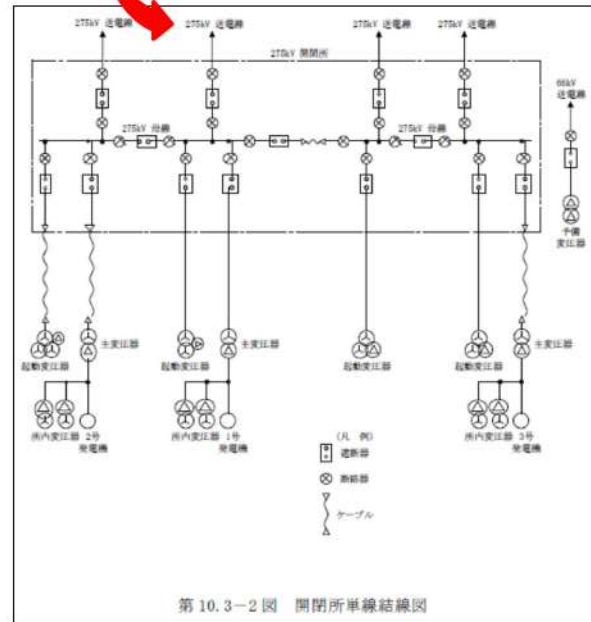 275kV 送電線
275kV 送電線
275kV 送電線
275kV 送電線
275kV 開閉所
66kV
送電線
275kV 母線
275kV 母線
予備
変圧器
起動変圧器
主変圧器
起動変圧器
主変圧器
起動変圧器
起動変圧器
主変圧器
所内変圧器 2号
発電機
所内変圧器 1号
発電機
所内変圧器 3号
発電機
(凡 例)
遮断器
断路器
ケーブル
第 10.3-2 図 開閉所単線結線図